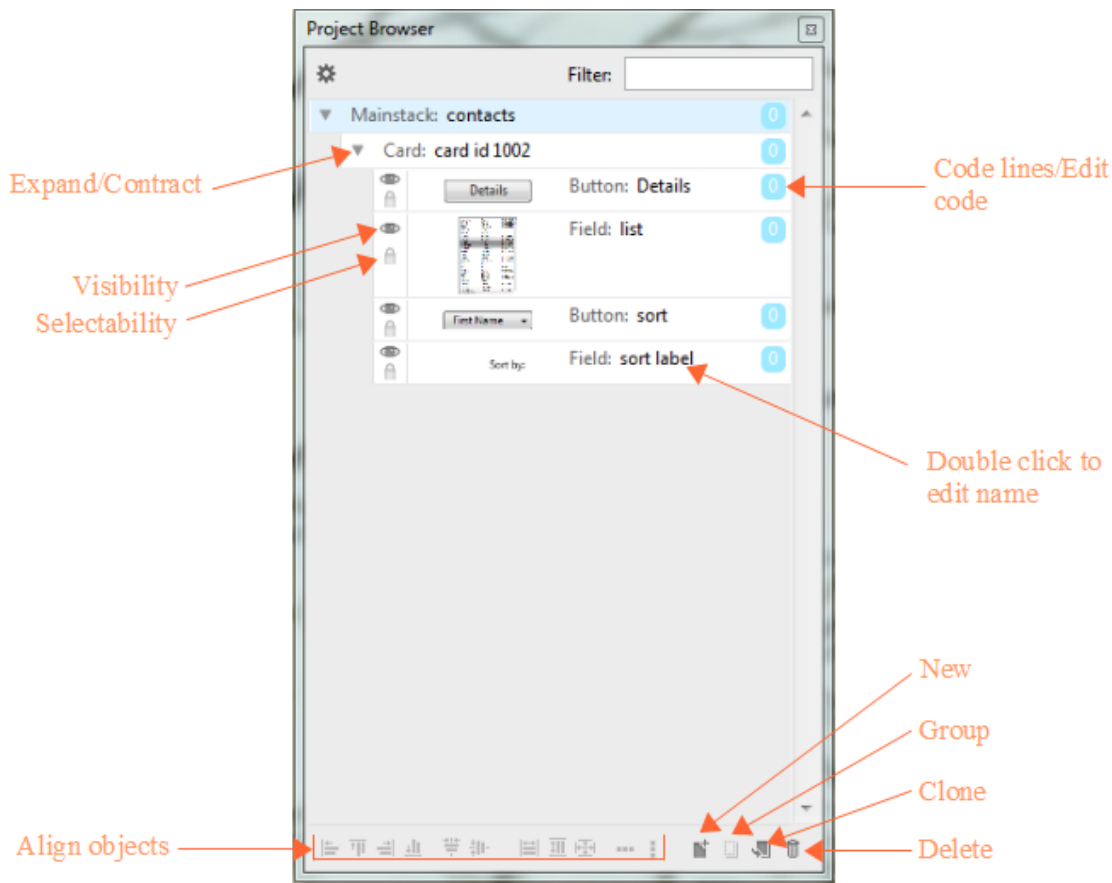 Project Browser
Filter:
Mainstack: contacts 0
Card: card id 1002 0
Expand/Contract
Details Button: Details 0
Code lines/Edit
code
Field: list 0
Visibility
Selectability
First Name Button: sort 0
Sort by: Field: sort label 0
Double click to
edit name
New
Group
Clone
Align objects
Delete